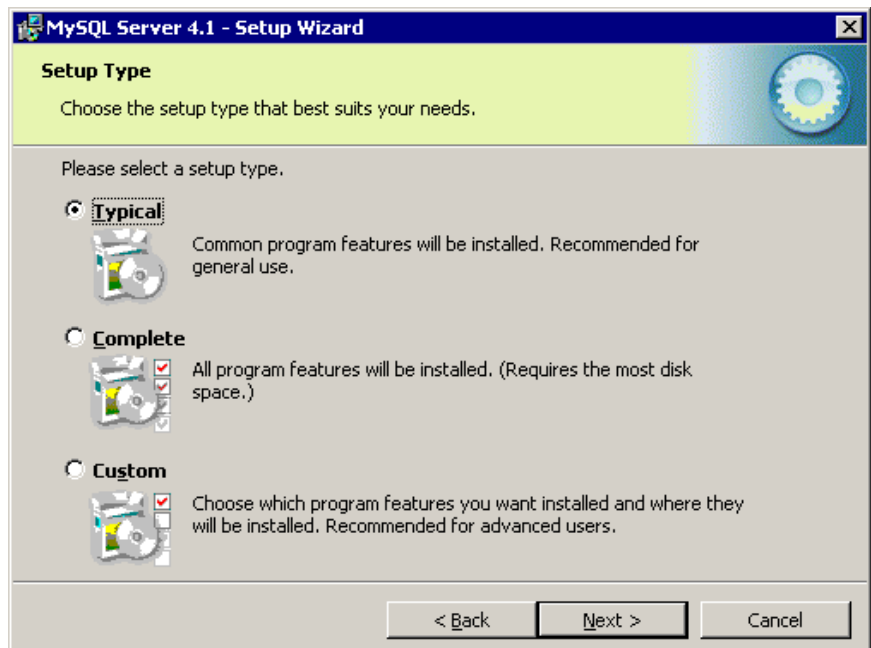 MySQL Server 4.1 - Setup Wizard
Setup Type
Choose the setup type that best suits your needs.
Please select a setup type.
Typical
Common program features will be installed. Recommended for
general use.
Complete
All program features will be installed. (Requires the most disk
space.)
Custom
Choose which program features you want installed and where they
will be installed. Recommended for advanced users.
< Back
Next >
Cancel